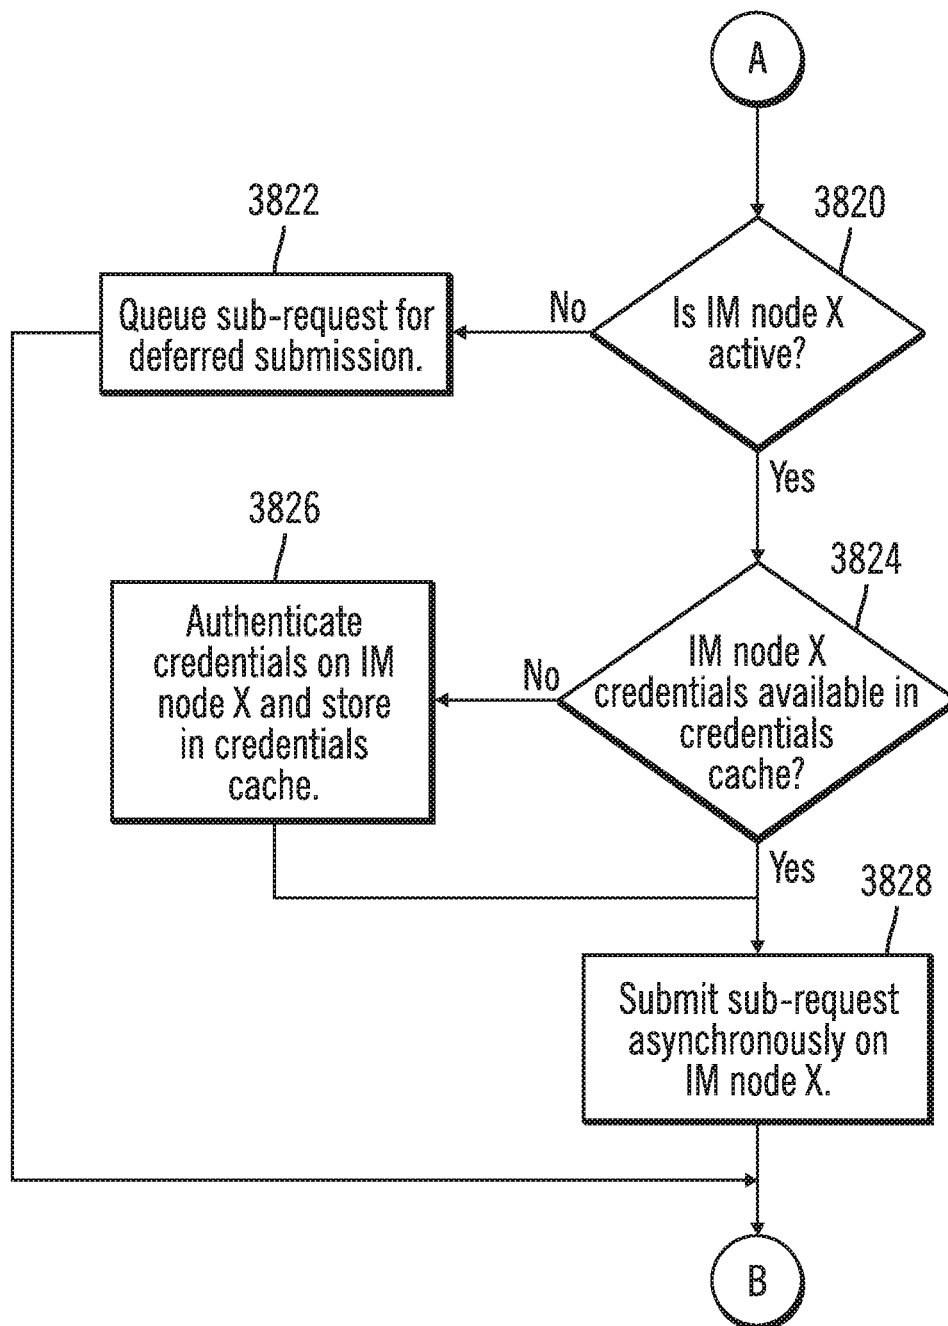 A
3822
3820
Queue sub-request for
deferred submission.
No
Is IM node X
active?
Yes
3826
3824
Authenticate
credentials on IM
node X and store
in credentials
cache.
No
IM node X
credentials available in
credentials
cache?
Yes
3828
Submit sub-request
asynchronously on
IM node X.
B